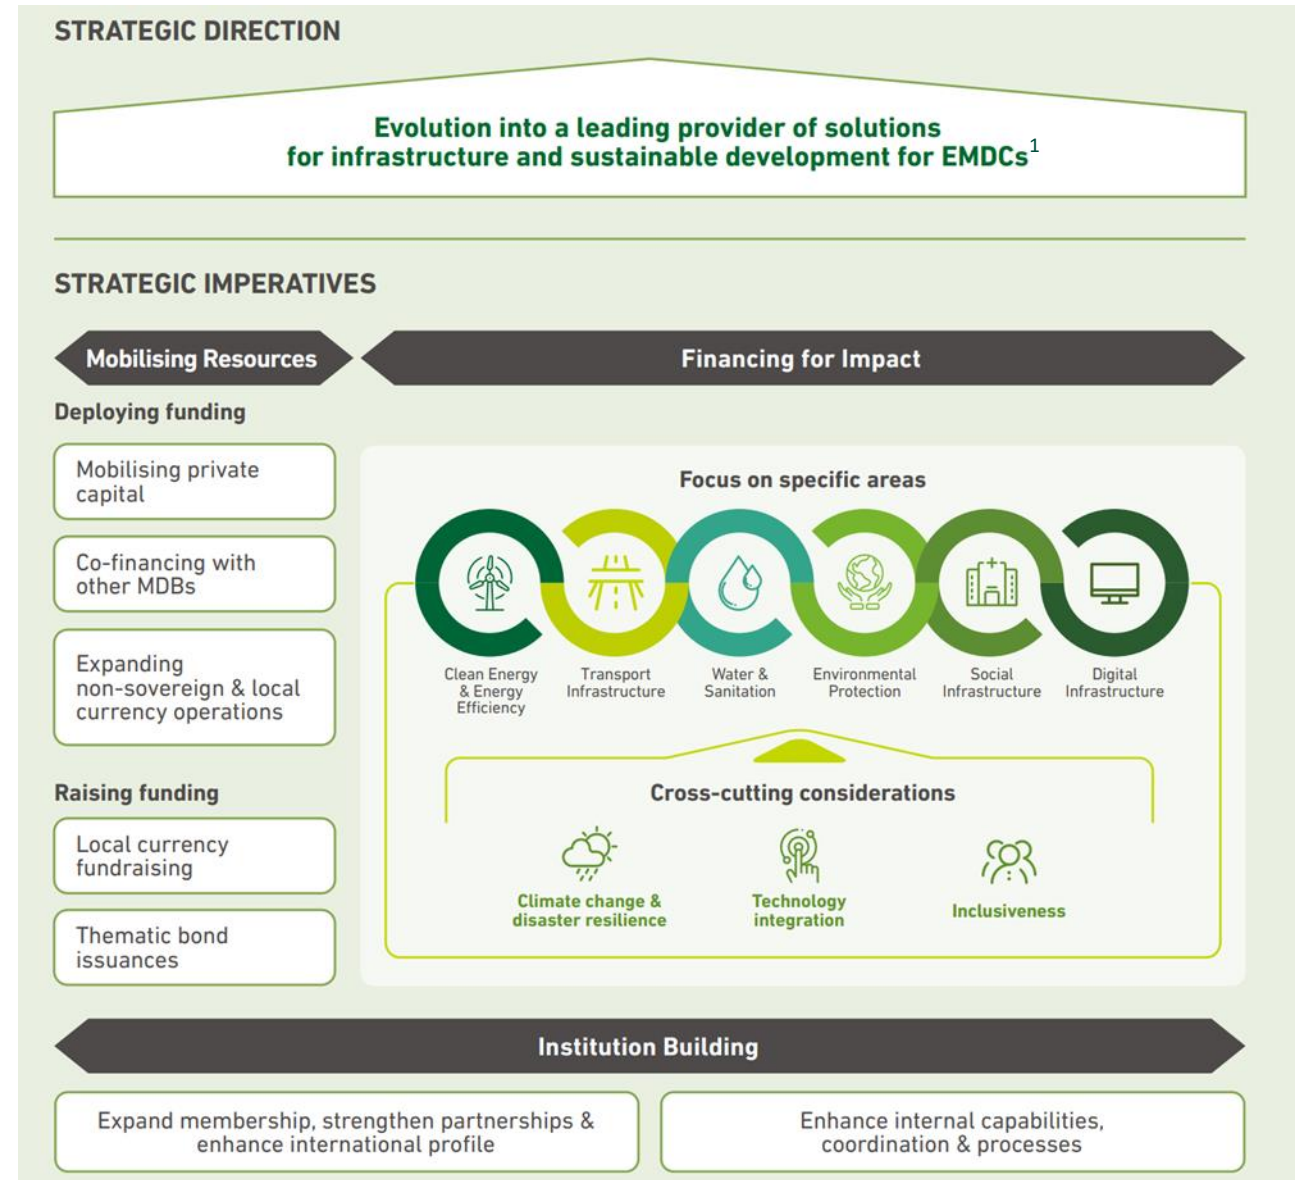 STRATEGIC DIRECTION
Evolution into a leading provider of solutions
for infrastructure and sustainable development for EMDCs1
STRATEGIC IMPERATIVES
Mobilising Resources
Financing for Impact
Deploying funding
Mobilising private
capital
Co-financing with
other MDBs
Expanding
non-sovereign & local
currency operations
Raising funding
Local currency
fundraising
Thematic bond
issuances
Focus on specific areas
Clean Energy
& Energy
Efficiency
Transport
Infrastructure
Water &
Sanitation
Environmental
Protection
Social
Infrastructure
Digital
Infrastructure
Cross-cutting considerations
Climate change &
disaster resilience
Technology
integration
Inclusiveness
Institution Building
Expand membership, strengthen partnerships &
enhance international profile
Enhance internal capabilities,
coordination & processes